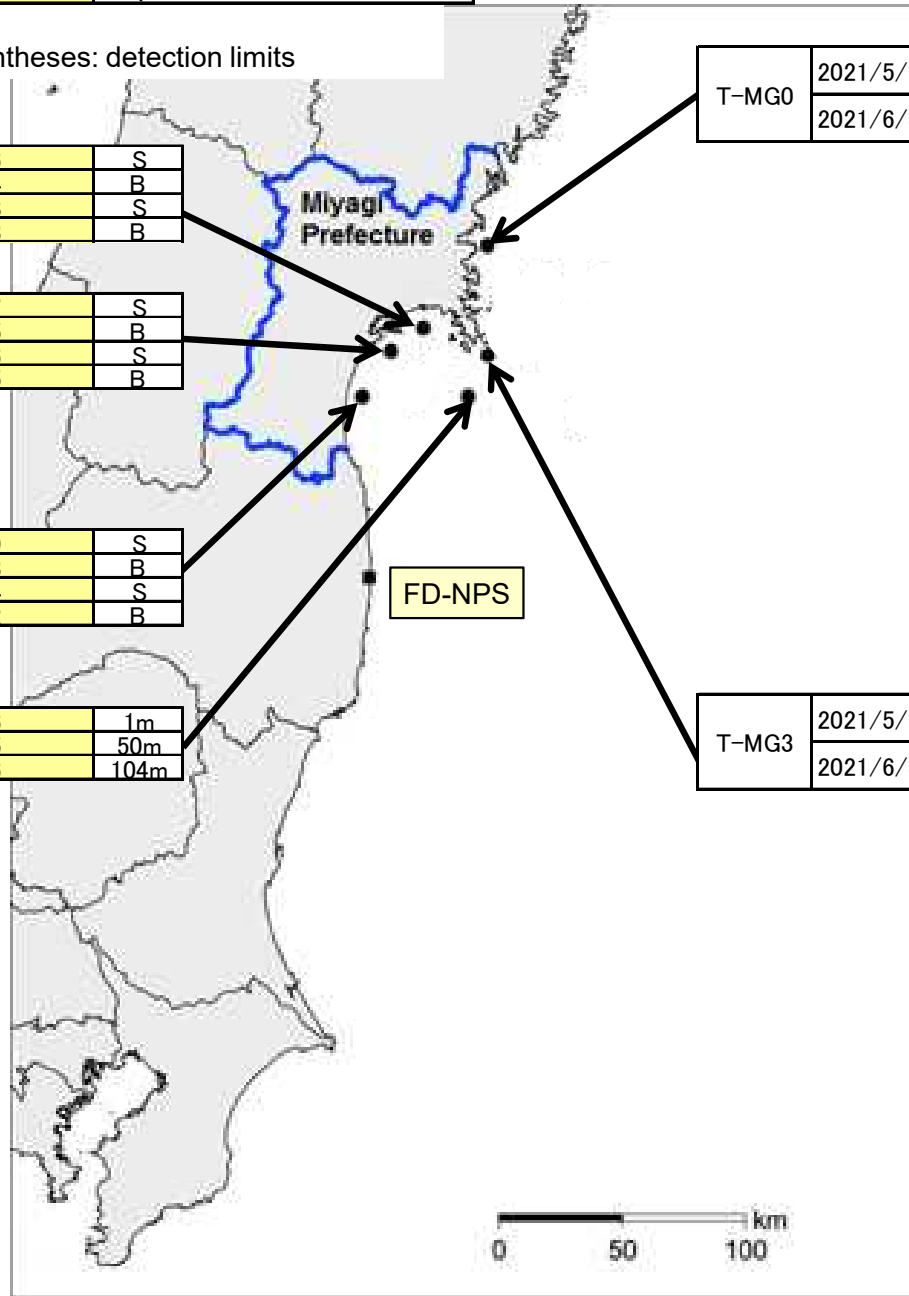 ntheses: detection limits
T-MG0
2021/5/
2021/6/
S
B
S
B
Miyagi
Prefecture
S
B
S
B
S
B
S
B
FD-NPS
1m
50m
104m
T-MG3
2021/5/
2021/6/
km
0 50 100